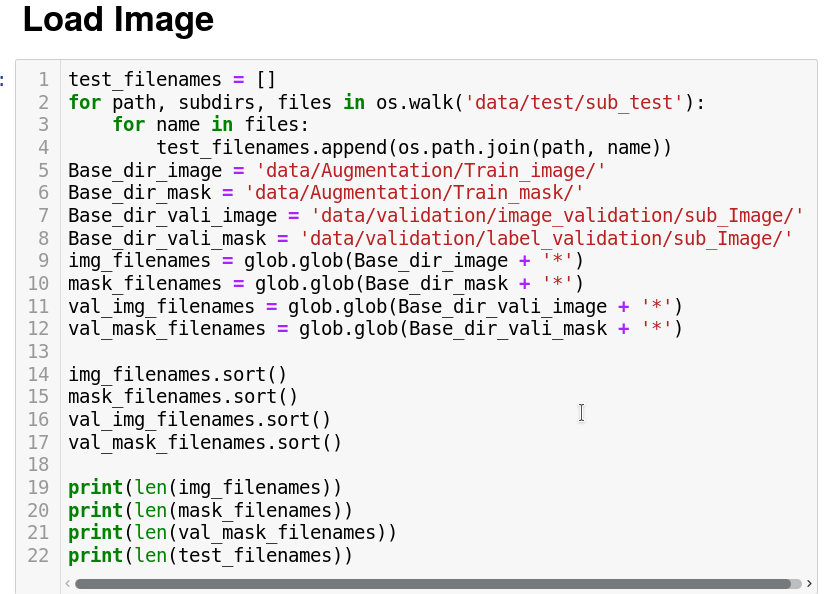 Load Image
:
1 test_filenames = []
2 for path, subdirs, files in os.walk('data/test/sub_test'):
3     for name in files:
4         test_filenames.append(os.path.join(path, name))
5 Base_dir_image = 'data/Augmentation/Train_image/'
6 Base_dir_mask = 'data/Augmentation/Train_mask/'
7 Base_dir_vali_image = 'data/validation/image_validation/sub_Image/'
8 Base_dir_vali_mask = 'data/validation/label_validation/sub_Image/'
9 img_filenames = glob.glob(Base_dir_image + '*')
10 mask_filenames = glob.glob(Base_dir_mask + '*')
11 val_img_filenames = glob.glob(Base_dir_vali_image + '*')
12 val_mask_filenames = glob.glob(Base_dir_vali_mask + '*')
13
14 img_filenames.sort()
15 mask_filenames.sort()
16 val_img_filenames.sort()
17 val_mask_filenames.sort()
18
19 print(len(img_filenames))
20 print(len(mask_filenames))
21 print(len(val_mask_filenames))
22 print(len(test_filenames))